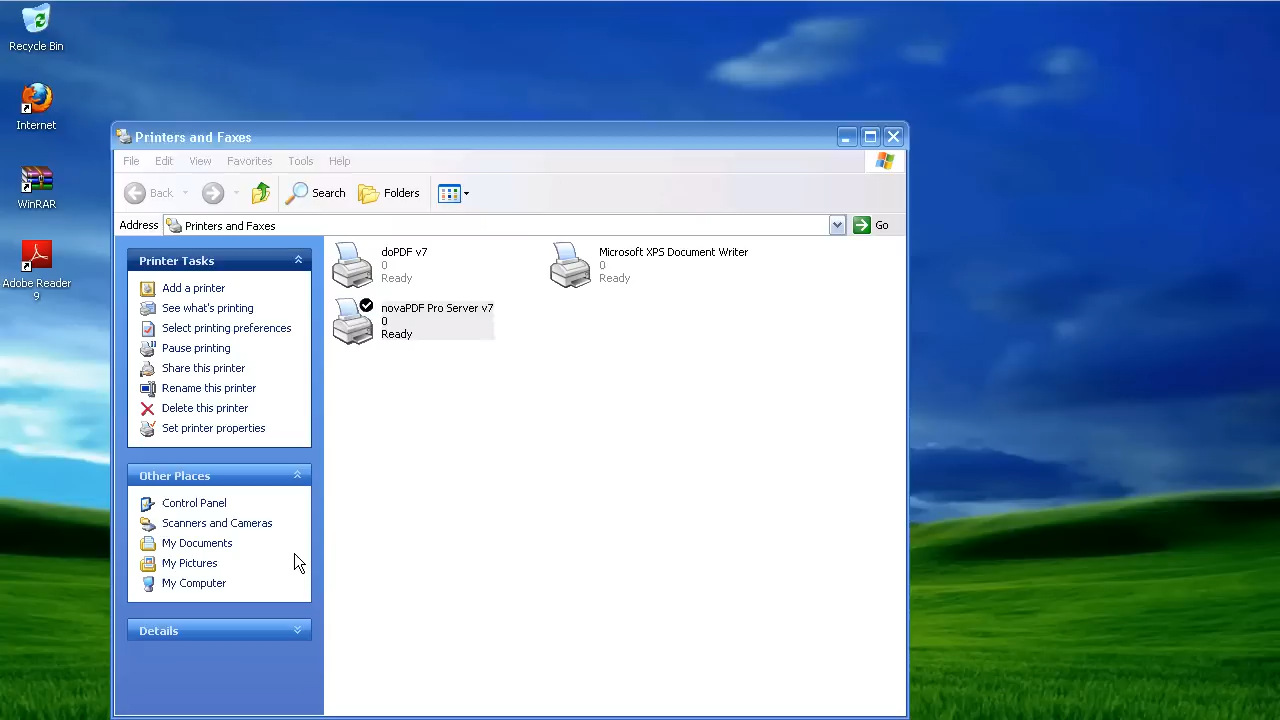 Recycle Bin
Internet
WinRAR
Adobe Reader
9
Printers and Faxes
File Edit View Favorites Tools Help
Back Search Folders
Address Printers and Faxes Go
Printer Tasks
Add a printer
See what's printing
Select printing preferences
Pause printing
Share this printer
Rename this printer
Delete this printer
Set printer properties
Other Places
Control Panel
Scanners and Cameras
My Documents
My Pictures
My Computer
Details
doPDF v7
0
Ready
Microsoft XPS Document Writer
0
Ready
novaPDF Pro Server v7
0
Ready